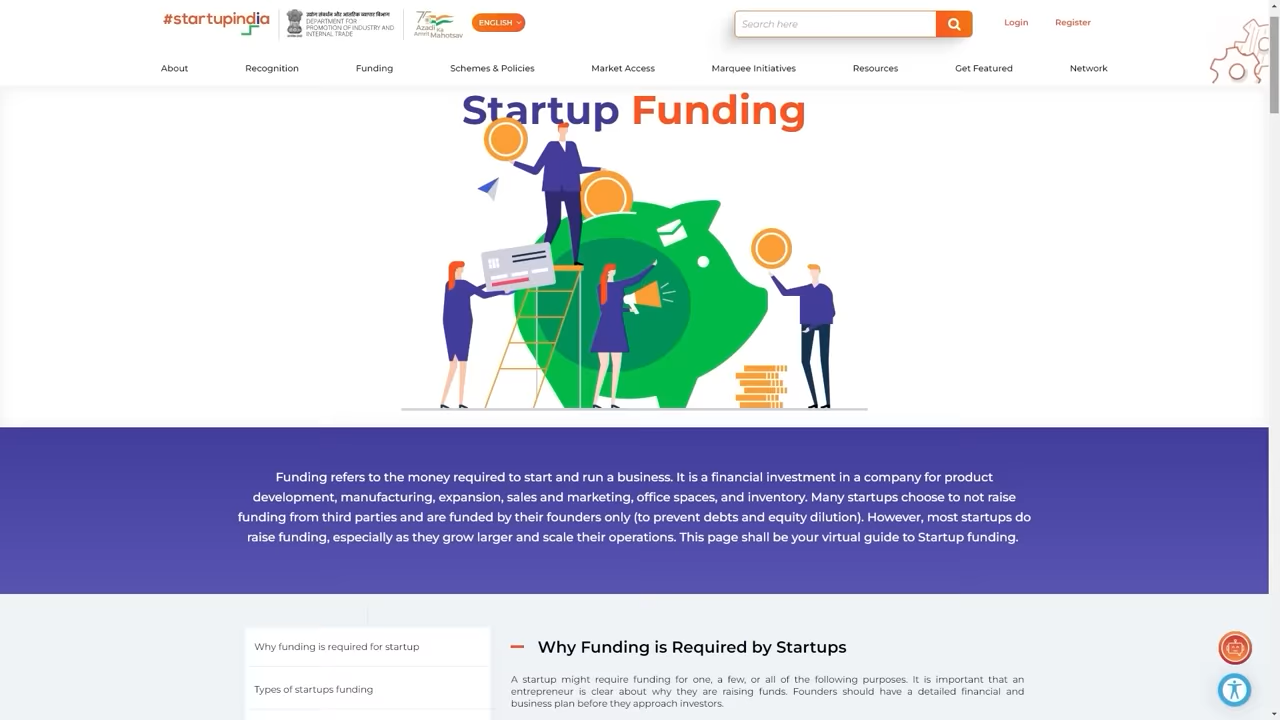 #startupindia
उद्योग संवर्धन और आंतरिक व्यापार विभाग
DEPARTMENT FOR
PROMOTION OF INDUSTRY AND
INTERNAL TRADE
Azadi Ka
Amrit Mahotsav
ENGLISH
Search here
Login
Register
About
Recognition
Funding
Schemes & Policies
Market Access
Marquee Initiatives
Resources
Get Featured
Network
Startup Funding
Funding refers to the money required to start and run a business. It is a financial investment in a company for product
development, manufacturing, expansion, sales and marketing, office spaces, and inventory. Many startups choose to not raise
funding from third parties and are funded by their founders only (to prevent debts and equity dilution). However, most startups do
raise funding, especially as they grow larger and scale their operations. This page shall be your virtual guide to Startup funding.
Why funding is required for startup
Types of startups funding
Why Funding is Required by Startups
A startup might require funding for one, a few, or all of the following purposes. It is important that an
entrepreneur is clear about why they are raising funds. Founders should have a detailed financial and
business plan before they approach investors.